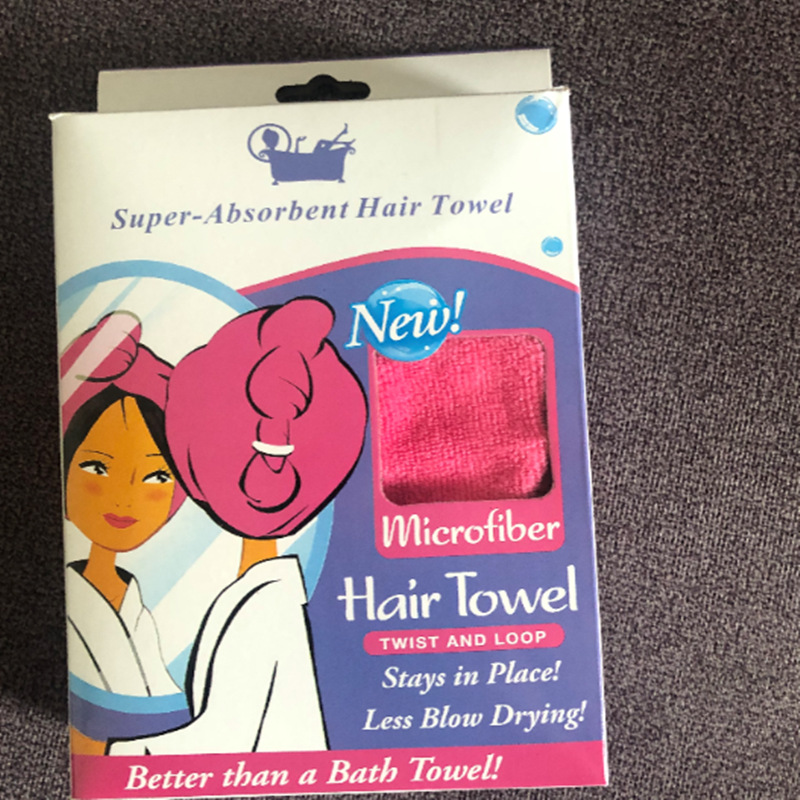 Super-Absorbent Hair Towel
New!
Microfiber
Hair Towel
TWIST AND LOOP
Stays in Place!
Less Blow Drying!
Better than a Bath Towel!